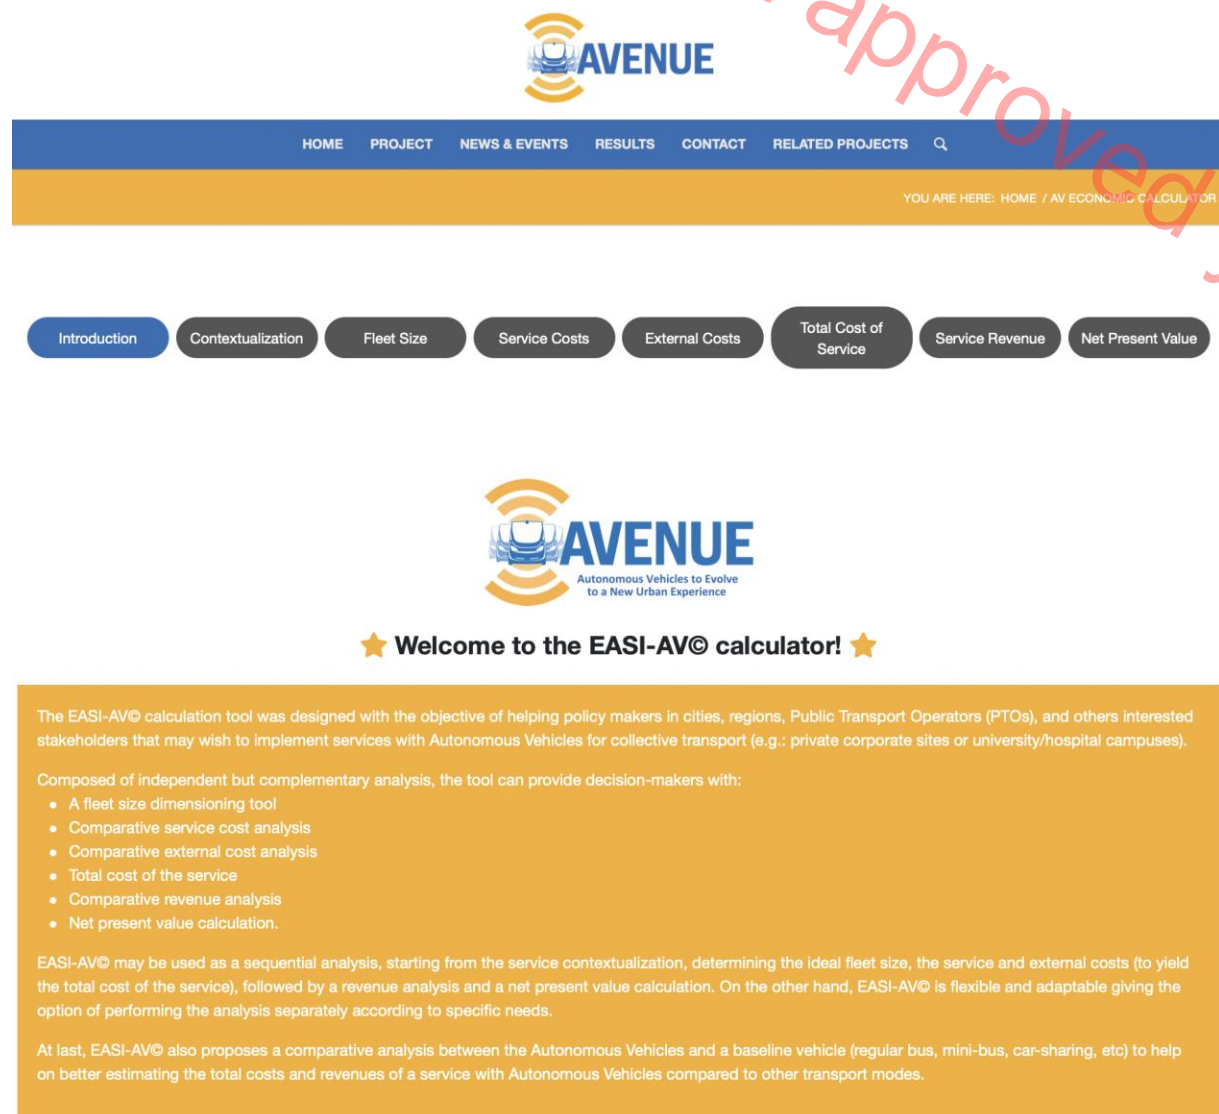 approved
AVENUE
HOME PROJECT NEWS & EVENTS RESULTS CONTACT RELATED PROJECTS
YOU ARE HERE: HOME / AV ECONOMIC CALCULATOR
Introduction
Contextualization
Fleet Size
Service Costs
External Costs
Total Cost of
Service
Service Revenue
Net Present Value
AVENUE
Autonomous Vehicles to Evolve
to a New Urban Experience
Welcome to the EASI-AV© calculator!
The EASI-AV© calculation tool was designed with the objective of helping policy makers in cities, regions, Public Transport Operators (PTOs), and others interested
stakeholders that may wish to implement services with Autonomous Vehicles for collective transport (e.g.: private corporate sites or university/hospital campuses).
Composed of independent but complementary analysis, the tool can provide decision-makers with:
• A fleet size dimensioning tool
• Comparative service cost analysis
• Comparative external cost analysis
• Total cost of the service
• Comparative revenue analysis
• Net present value calculation.
EASI-AV© may be used as a sequential analysis, starting from the service contextualization, determining the ideal fleet size, the service and external costs (to yield
the total cost of the service), followed by a revenue analysis and a net present value calculation. On the other hand, EASI-AV© is flexible and adaptable giving the
option of performing the analysis separately according to specific needs.
At last, EASI-AV© also proposes a comparative analysis between the Autonomous Vehicles and a baseline vehicle (regular bus, mini-bus, car-sharing, etc) to help
on better estimating the total costs and revenues of a service with Autonomous Vehicles compared to other transport modes.